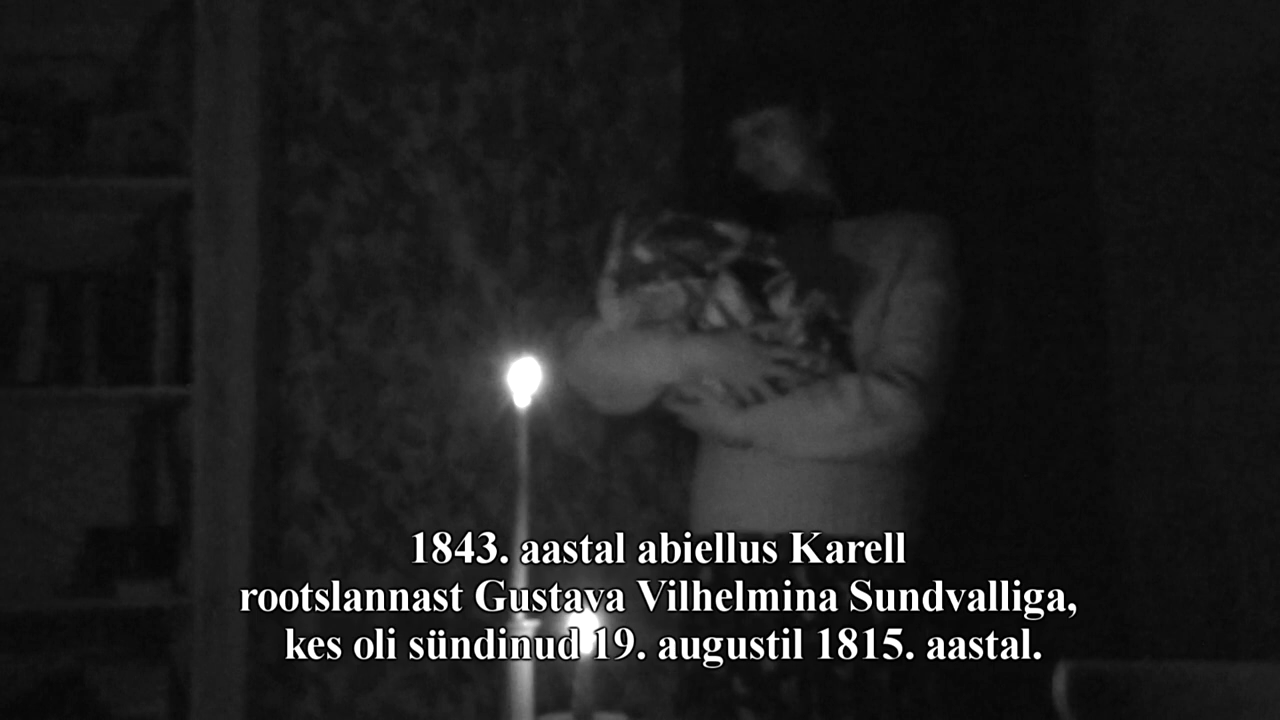 1843. aastal abiellus Karell
rootslannast Gustava Vilhelmina Sundvalliga,
kes oli sündinud 19. augustil 1815. aastal.